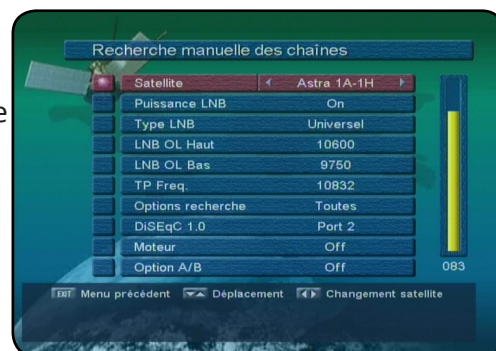 e
Recherche manuelle des chaînes
Satellite Astra 1A-1H
Puissance LNB On
Type LNB Universel
LNB OL Haut 10600
LNB OL Bas 9750
TP Freq. 10832
Options recherche Toutes
DiSEqC 1.0 Port 2
Moteur Off
Option A/B Off
083
EXIT Menu précédent Déplacement Changement satellite